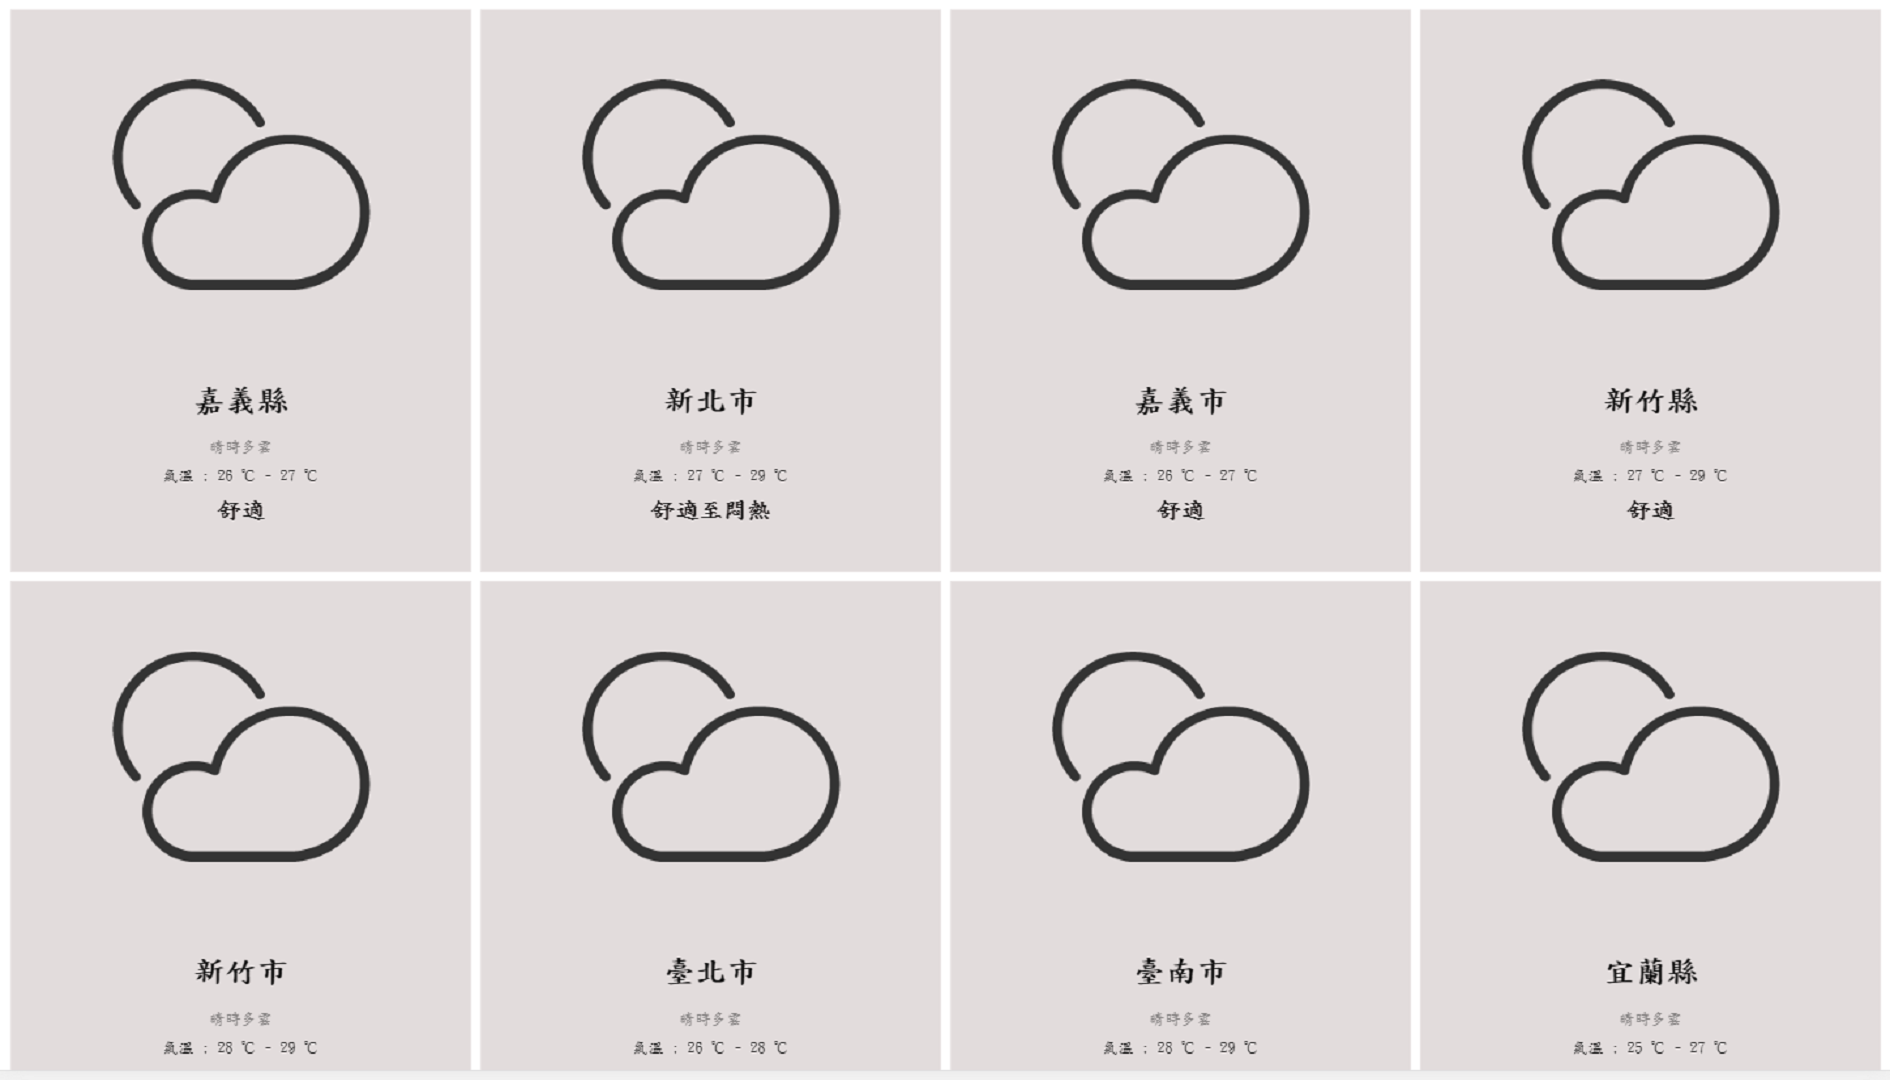 嘉義縣
晴時多雲
氣溫 : 26 ℃ - 27 ℃
舒適
新北市
晴時多雲
氣溫 : 27 ℃ - 29 ℃
舒適至悶熱
嘉義市
晴時多雲
氣溫 : 26 ℃ - 27 ℃
舒適
新竹縣
晴時多雲
氣溫 : 27 ℃ - 29 ℃
舒適
新竹市
晴時多雲
氣溫 : 28 ℃ - 29 ℃
臺北市
晴時多雲
氣溫 : 26 ℃ - 28 ℃
臺南市
晴時多雲
氣溫 : 28 ℃ - 29 ℃
宜蘭縣
晴時多雲
氣溫 : 25 ℃ - 27 ℃